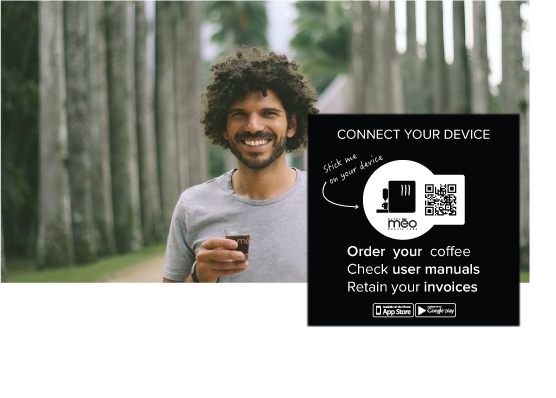 CONNECT YOUR DEVICE
Stick me
on your device
mēo
Order your coffee
Check user manuals
Retain your invoices
App Store
Google play